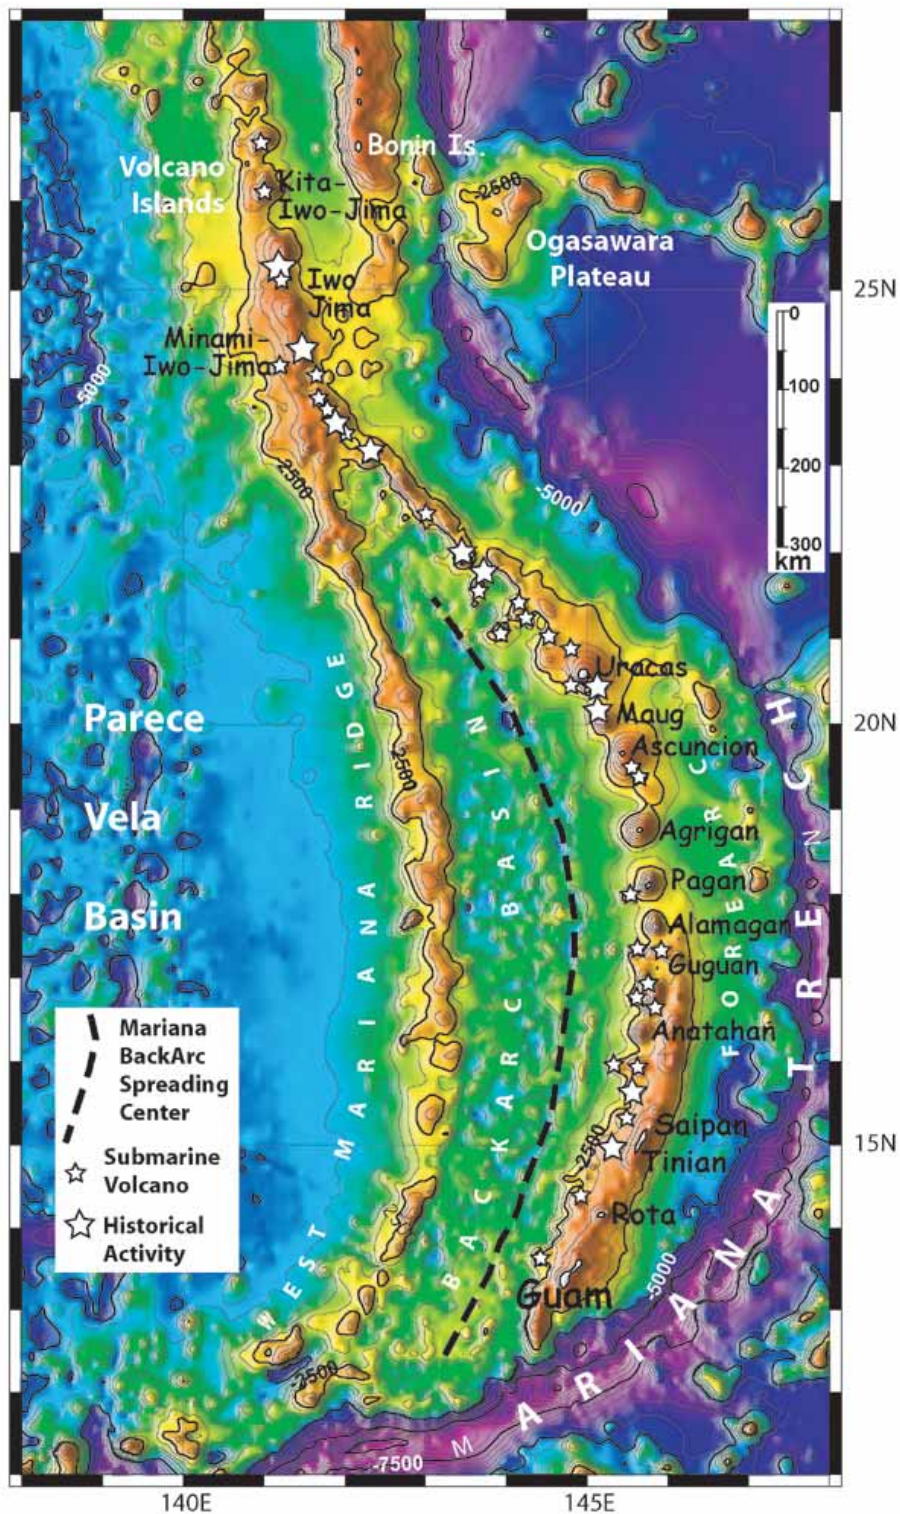 Bonin Is.
Volcano
Islands
Kita-
Iwo-Jima
-2500
Ogasawara
Plateau
Iwo
Jima
25N
0
100
200
300
km
Minami-
Iwo-Jima
-5000
2500
-5000
Uracas
Maug
Ascuncion
20N
Agrigan
Pagan
Alamagan
Guguan
Anatahan
Saipan
Tinian
15N
Rota
Guam
2500
-2500
-5000
-2500
-7500
Parece
Vela
Basin
WEST MARIANA RIDGE
BACKARC BASIN
FOREARC
MARIANA TRENCH
Mariana
BackArc
Spreading
Center
Submarine
Volcano
Historical
Activity
140E
145E